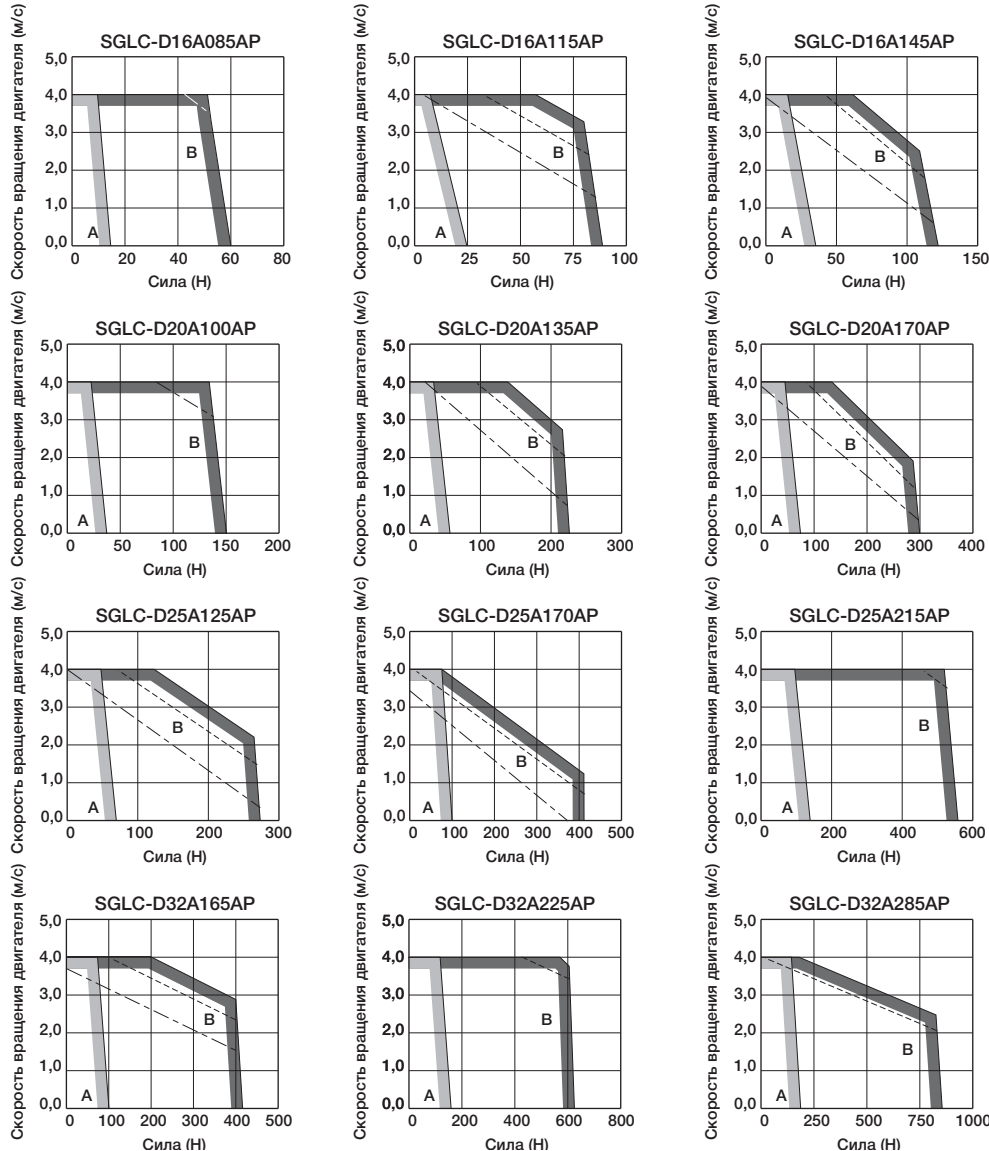 SGLC-D16A085AP
Скорость вращения двигателя (м/с)
5,0
4,0
3,0
2,0
1,0
0,0
B
A
0 20 40 60 80
Сила (Н)
SGLC-D16A115AP
Скорость вращения двигателя (м/с)
5,0
4,0
3,0
2,0
1,0
0,0
B
A
0 25 50 75 100
Сила (Н)
SGLC-D16A145AP
Скорость вращения двигателя (м/с)
5,0
4,0
3,0
2,0
1,0
0,0
B
A
0 50 100 150
Сила (Н)
SGLC-D20A100AP
Скорость вращения двигателя (м/с)
5,0
4,0
3,0
2,0
1,0
0,0
B
A
0 50 100 150 200
Сила (Н)
SGLC-D20A135AP
Скорость вращения двигателя (м/с)
5,0
4,0
3,0
2,0
1,0
0,0
B
A
0 100 200 300
Сила (Н)
SGLC-D20A170AP
Скорость вращения двигателя (м/с)
5,0
4,0
3,0
2,0
1,0
0,0
B
A
0 100 200 300 400
Сила (Н)
SGLC-D25A125AP
Скорость вращения двигателя (м/с)
5,0
4,0
3,0
2,0
1,0
0,0
B
A
0 100 200 300
Сила (Н)
SGLC-D25A170AP
Скорость вращения двигателя (м/с)
5,0
4,0
3,0
2,0
1,0
0,0
B
A
0 100 200 300 400 500
Сила (Н)
SGLC-D25A215AP
Скорость вращения двигателя (м/с)
5,0
4,0
3,0
2,0
1,0
0,0
B
A
0 200 400 600
Сила (Н)
SGLC-D32A165AP
Скорость вращения двигателя (м/с)
5,0
4,0
3,0
2,0
1,0
0,0
B
A
0 100 200 300 400 500
Сила (Н)
SGLC-D32A225AP
Скорость вращения двигателя (м/с)
5,0
4,0
3,0
2,0
1,0
0,0
B
A
0 200 400 600 800
Сила (Н)
SGLC-D32A285AP
Скорость вращения двигателя (м/с)
5,0
4,0
3,0
2,0
1,0
0,0
B
A
0 250 500 750 1000
Сила (Н)